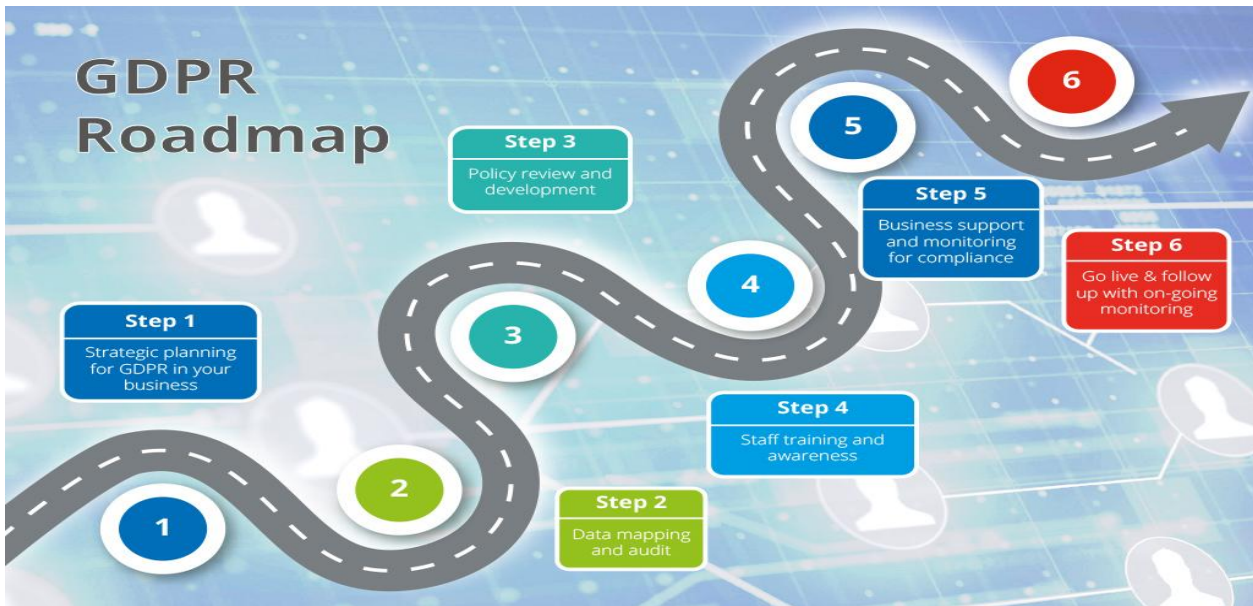 GDPR
Roadmap
Step 1
Strategic planning
for GDPR in your
business
1
Step 2
Data mapping
and audit
2
Step 3
Policy review and
development
3
Step 4
Staff training and
awareness
4
Step 5
Business support
and monitoring
for compliance
5
Step 6
Go live & follow
up with on-going
monitoring
6